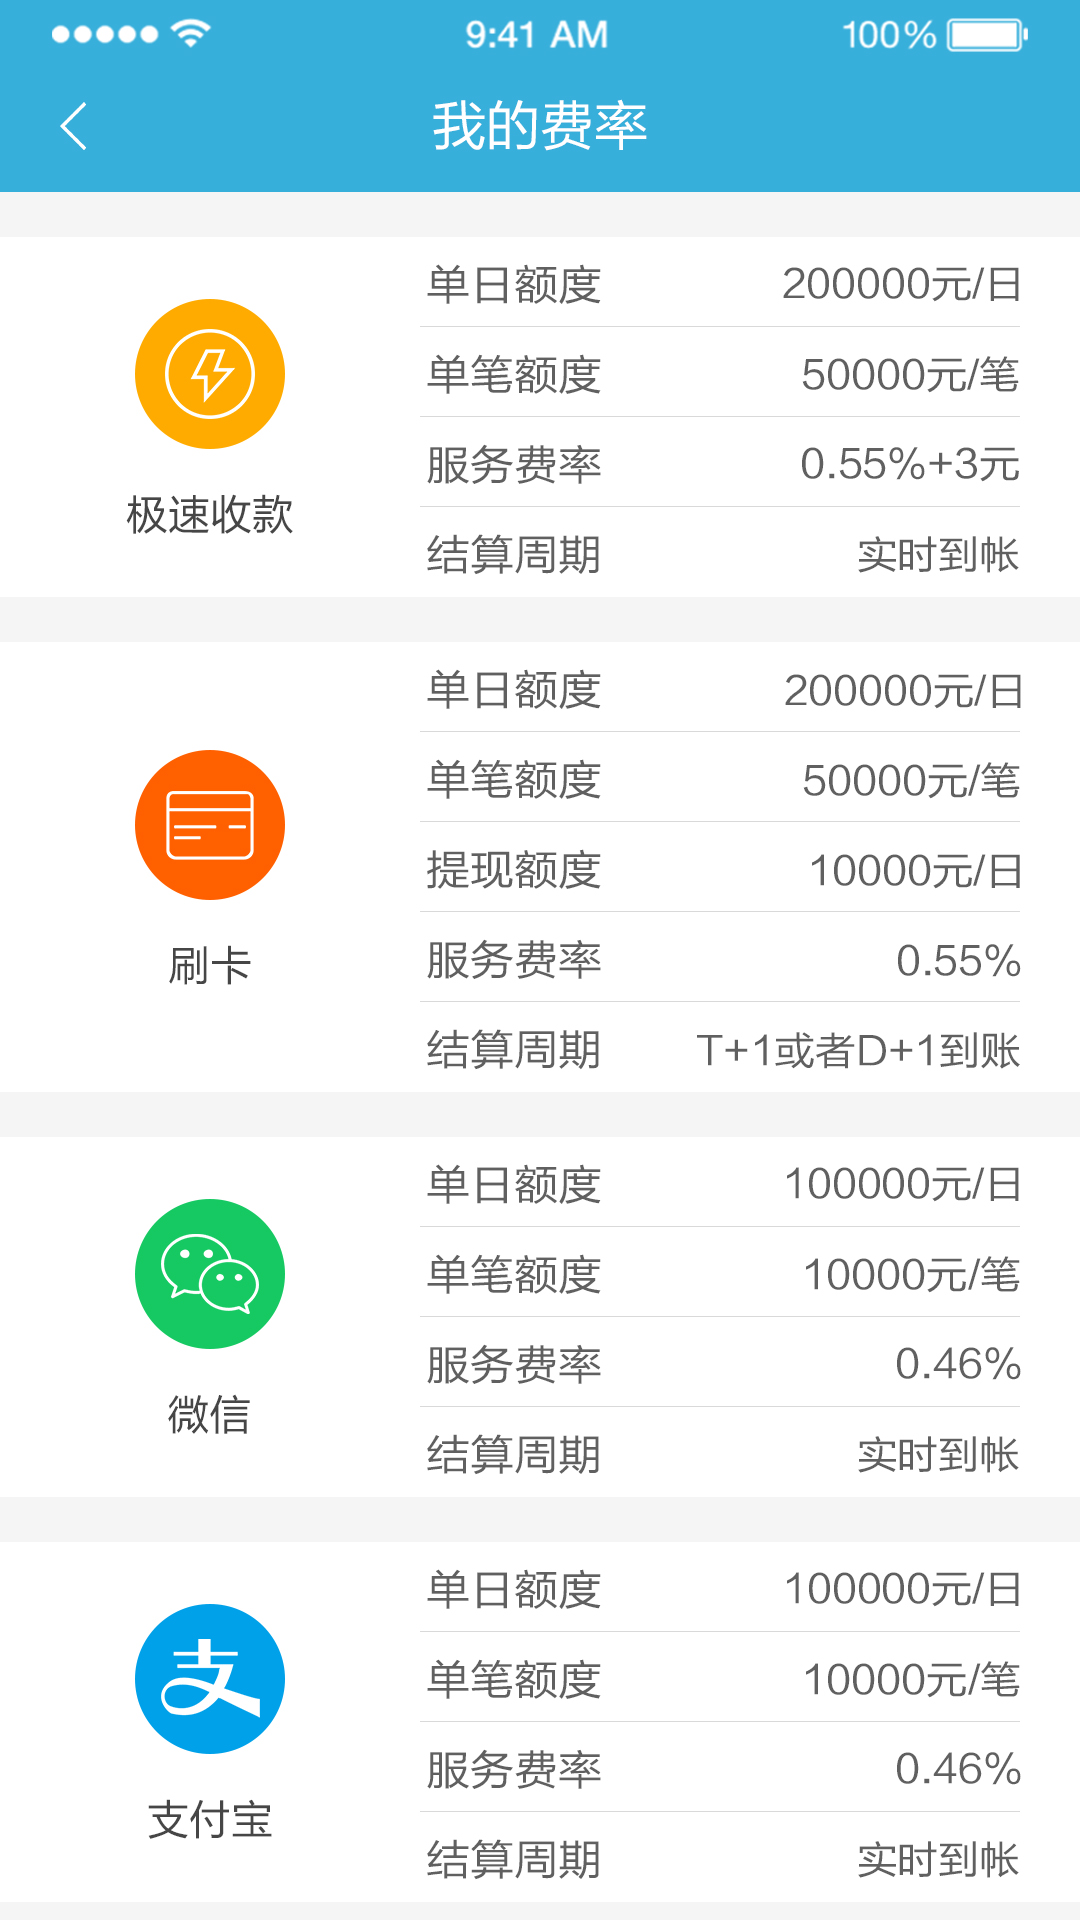 9:41 AM 100%
我的费率
单日额度 200000元/日
单笔额度 50000元/笔
服务费率 0.55%+3元
结算周期 实时到帐
极速收款
单日额度 200000元/日
单笔额度 50000元/笔
提现额度 10000元/日
服务费率 0.55%
结算周期 T+1或者D+1到账
刷卡
单日额度 100000元/日
单笔额度 10000元/笔
服务费率 0.46%
结算周期 实时到帐
微信
单日额度 100000元/日
单笔额度 10000元/笔
服务费率 0.46%
结算周期 实时到帐
支付宝